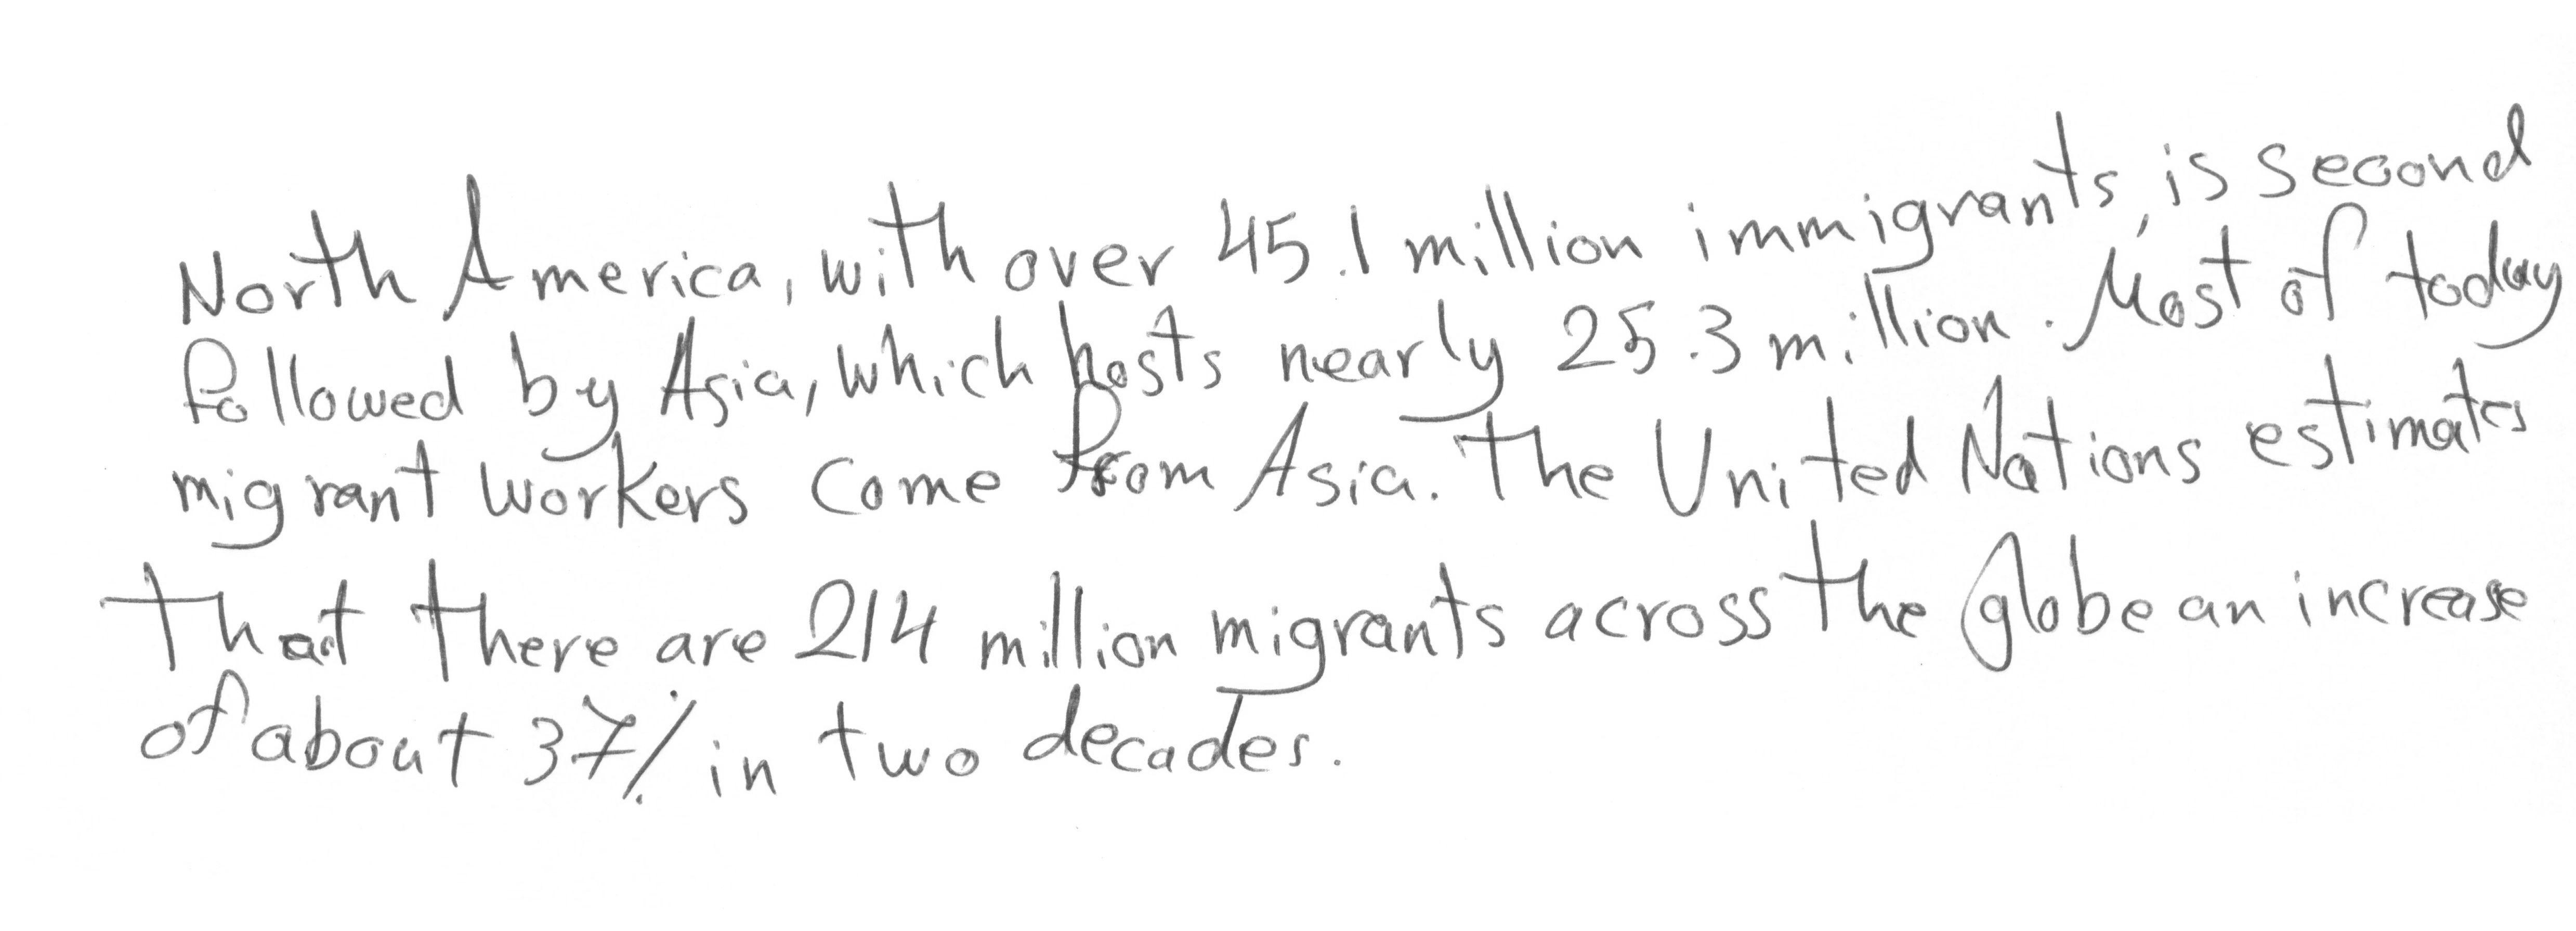 North America, with over 45.1 million immigrants, is second
followed by Asia, which hosts nearly 25.3 million. Most of today
migrant workers come from Asia. The United Nations estimates
that there are 214 million migrants across the globe an increase
of about 37% in two decades.